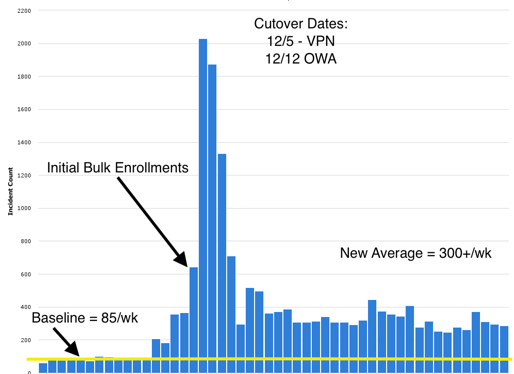 Cutover Dates:
12/5 - VPN
12/12 OWA
2200
2000
1800
1600
1400
1200
1000
800
600
400
200
0
Incident Count
Initial Bulk Enrollments
New Average = 300+/wk
Baseline = 85/wk